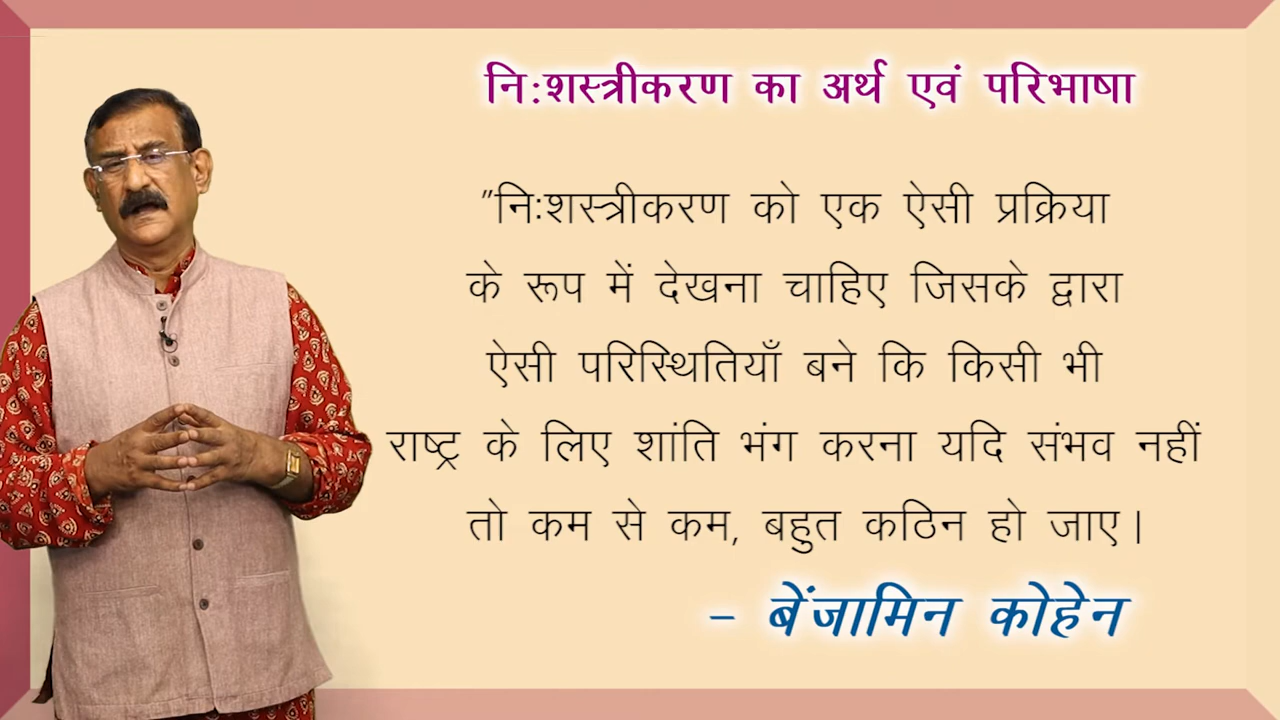 नि:शस्त्रीकरण का अर्थ एवं परिभाषा
"निःशस्त्रीकरण को एक ऐसी प्रक्रिया
के रूप में देखना चाहिए जिसके द्वारा
ऐसी परिस्थितियाँ बने कि किसी भी
राष्ट्र के लिए शांति भंग करना यदि संभव नहीं
तो कम से कम, बहुत कठिन हो जाए।
– बेंजामिन कोहेन